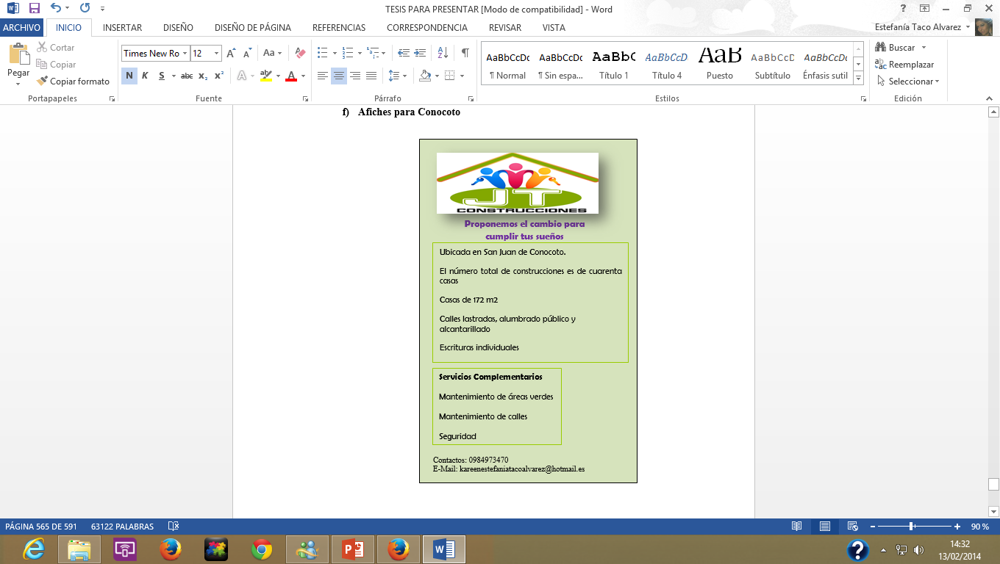 TESIS PARA PRESENTAR [Modo de compatibilidad] - Word
ARCHIVO INICIO INSERTAR DISEÑO DISEÑO DE PÁGINA REFERENCIAS CORRESPONDENCIA REVISAR VISTA Estefanía Taco Alvarez
Pegar
Cortar
Copiar
Copiar formato
Portapapeles
Times New Ro 12
N K S abc x₂ x²
Fuente
Párrafo
AaBbCcDc AaBbCcDc AaBbC AaBbCcD AaB AaBbCcD AaBbCcDc
¶ Normal ¶ Sin espa... Título 1 Título 4 Puesto Subtítulo Énfasis sutil
Estilos
Buscar
Reemplazar
Seleccionar
Edición
f) Afiches para Conocoto
JT
CONSTRUCCIONES
Proponemos el cambio para
cumplir tus sueños
Ubicada en San Juan de Conocoto.
El número total de construcciones es de cuarenta
casas
Casas de 172 m2
Calles lastradas, alumbrado público y
alcantarillado
Escrituras individuales
Servicios Complementarios
Mantenimiento de áreas verdes
Mantenimiento de calles
Seguridad
Contactos: 0984973470
E-Mail: kareenestefaniatacoalvarez@hotmail.es
PÁGINA 565 DE 591 63122 PALABRAS 90 %
14:32
13/02/2014